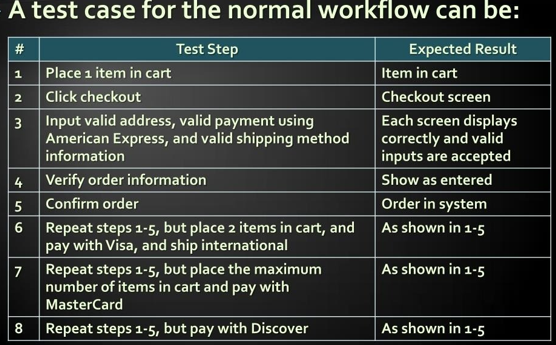 A test case for the normal workflow can be:
# Test Step Expected Result
1 Place 1 item in cart Item in cart
2 Click checkout Checkout screen
3 Input valid address, valid payment using Each screen displays
American Express, and valid shipping method correctly and valid
information inputs are accepted
4 Verify order information Show as entered
5 Confirm order Order in system
6 Repeat steps 1-5, but place 2 items in cart, and As shown in 1-5
pay with Visa, and ship international
7 Repeat steps 1-5, but place the maximum As shown in 1-5
number of items in cart and pay with
MasterCard
8 Repeat steps 1-5, but pay with Discover As shown in 1-5